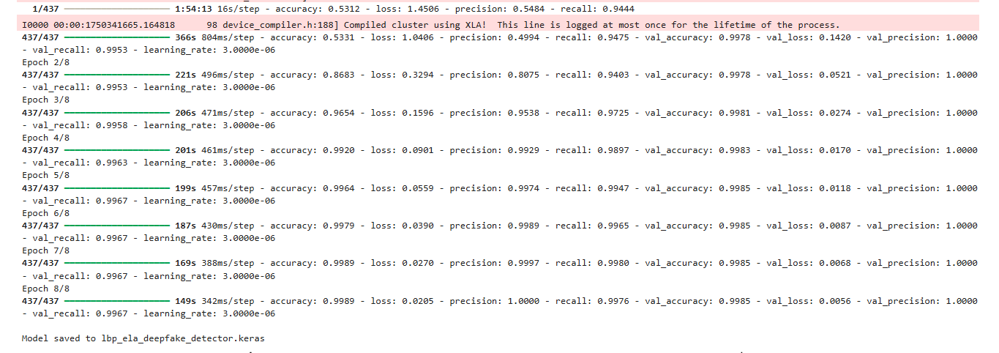 1/437 ━━━━━━━━━━━━━━━━━━━━ 1:54:13 16s/step - accuracy: 0.5312 - loss: 1.4506 - precision: 0.5484 - recall: 0.9444
I0000 00:00:1750341665.164818      98 device_compiler.h:188] Compiled cluster using XLA!  This line is logged at most once for the lifetime of the process.
437/437 ━━━━━━━━━━━━━━━━━━━━ 366s 804ms/step - accuracy: 0.5331 - loss: 1.0406 - precision: 0.4994 - recall: 0.9475 - val_accuracy: 0.9978 - val_loss: 0.1420 - val_precision: 1.0000
- val_recall: 0.9953 - learning_rate: 3.0000e-06
Epoch 2/8
437/437 ━━━━━━━━━━━━━━━━━━━━ 221s 496ms/step - accuracy: 0.8683 - loss: 0.3294 - precision: 0.8075 - recall: 0.9403 - val_accuracy: 0.9978 - val_loss: 0.0521 - val_precision: 1.0000
- val_recall: 0.9953 - learning_rate: 3.0000e-06
Epoch 3/8
437/437 ━━━━━━━━━━━━━━━━━━━━ 206s 471ms/step - accuracy: 0.9654 - loss: 0.1596 - precision: 0.9538 - recall: 0.9725 - val_accuracy: 0.9981 - val_loss: 0.0274 - val_precision: 1.0000
- val_recall: 0.9958 - learning_rate: 3.0000e-06
Epoch 4/8
437/437 ━━━━━━━━━━━━━━━━━━━━ 201s 461ms/step - accuracy: 0.9920 - loss: 0.0901 - precision: 0.9929 - recall: 0.9897 - val_accuracy: 0.9983 - val_loss: 0.0170 - val_precision: 1.0000
- val_recall: 0.9963 - learning_rate: 3.0000e-06
Epoch 5/8
437/437 ━━━━━━━━━━━━━━━━━━━━ 199s 457ms/step - accuracy: 0.9964 - loss: 0.0559 - precision: 0.9974 - recall: 0.9947 - val_accuracy: 0.9985 - val_loss: 0.0118 - val_precision: 1.0000
- val_recall: 0.9967 - learning_rate: 3.0000e-06
Epoch 6/8
437/437 ━━━━━━━━━━━━━━━━━━━━ 187s 430ms/step - accuracy: 0.9979 - loss: 0.0390 - precision: 0.9989 - recall: 0.9965 - val_accuracy: 0.9985 - val_loss: 0.0087 - val_precision: 1.0000
- val_recall: 0.9967 - learning_rate: 3.0000e-06
Epoch 7/8
437/437 ━━━━━━━━━━━━━━━━━━━━ 169s 388ms/step - accuracy: 0.9989 - loss: 0.0270 - precision: 0.9997 - recall: 0.9980 - val_accuracy: 0.9985 - val_loss: 0.0068 - val_precision: 1.0000
- val_recall: 0.9967 - learning_rate: 3.0000e-06
Epoch 8/8
437/437 ━━━━━━━━━━━━━━━━━━━━ 149s 342ms/step - accuracy: 0.9989 - loss: 0.0205 - precision: 1.0000 - recall: 0.9976 - val_accuracy: 0.9985 - val_loss: 0.0056 - val_precision: 1.0000
- val_recall: 0.9967 - learning_rate: 3.0000e-06
Model saved to lbp_ela_deepfake_detector.keras